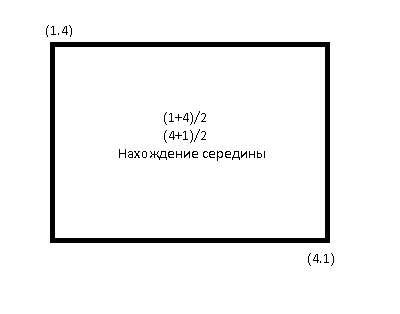 (1.4)
(1+4)/2
(4+1)/2
Нахождение середины
(4.1)